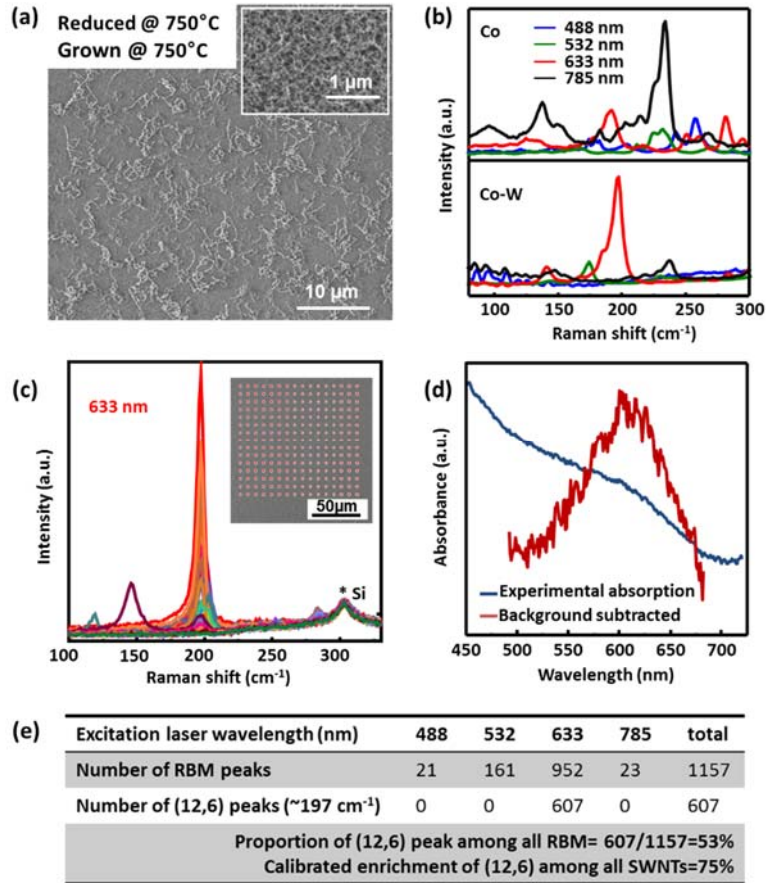 (a)
Reduced @ 750°C
Grown @ 750°C
1 µm
10 µm
(b)
Co
488 nm
532 nm
633 nm
785 nm
Co-W
Intensity (a.u.)
100 150 200 250 300
Raman shift (cm⁻¹)
(c)
633 nm
50µm
* Si
Intensity (a.u.)
100 150 200 250 300
Raman shift (cm⁻¹)
(d)
Absorbance (a.u.)
Experimental absorption
Background subtracted
450 500 550 600 650 700
Wavelength (nm)
(e)
Excitation laser wavelength (nm) 488 532 633 785 total
Number of RBM peaks 21 161 952 23 1157
Number of (12,6) peaks (~197 cm⁻¹) 0 0 607 0 607
Proportion of (12,6) peak among all RBM= 607/1157=53%
Calibrated enrichment of (12,6) among all SWNTs=75%